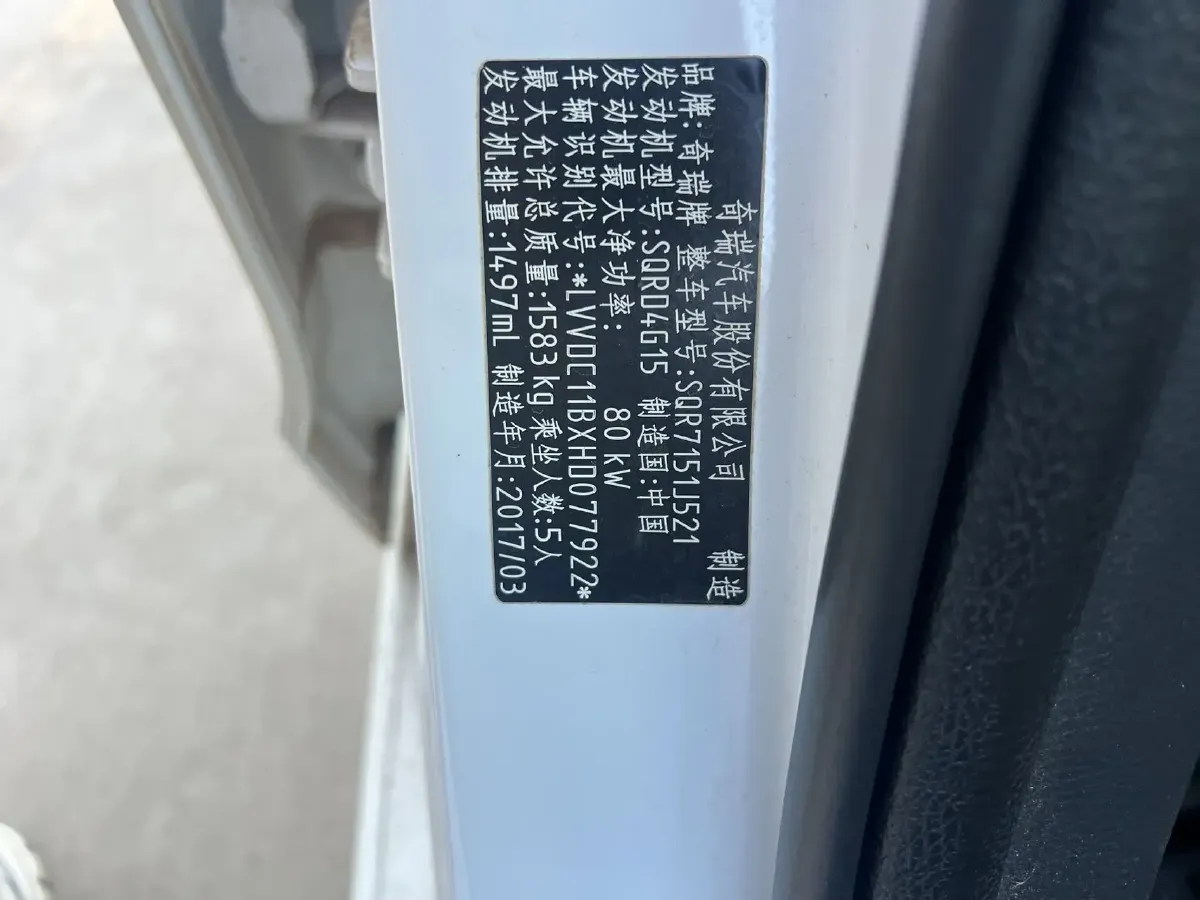 奇瑞汽车股份有限公司 制造
品牌:奇瑞牌 整车型号:SQR7151J521
发动机型号:SQRD4G15 制造国:中国
发动机最大净功率: 80 kW
车辆识别代号:*LVVDC11BXHD077922*
最大允许总质量:1583 kg 乘坐人数:5人
发动机排量:1497mL 制造年月:2017/03